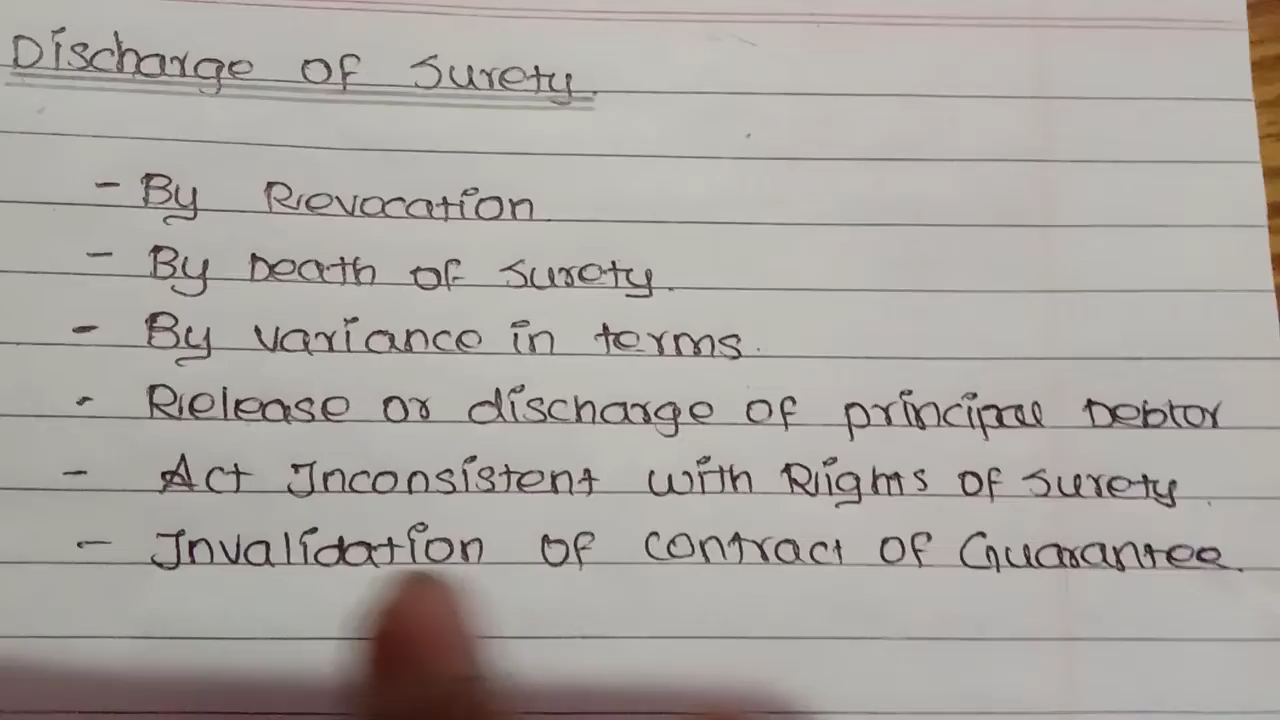 Discharge of Surety.
- By Revocation
- By Death of Surety.
- By variance in terms.
- Release or discharge of principal Debtor
- Act Inconsistent with Rights of Surety.
- Invalidation of contract of Guarantee.